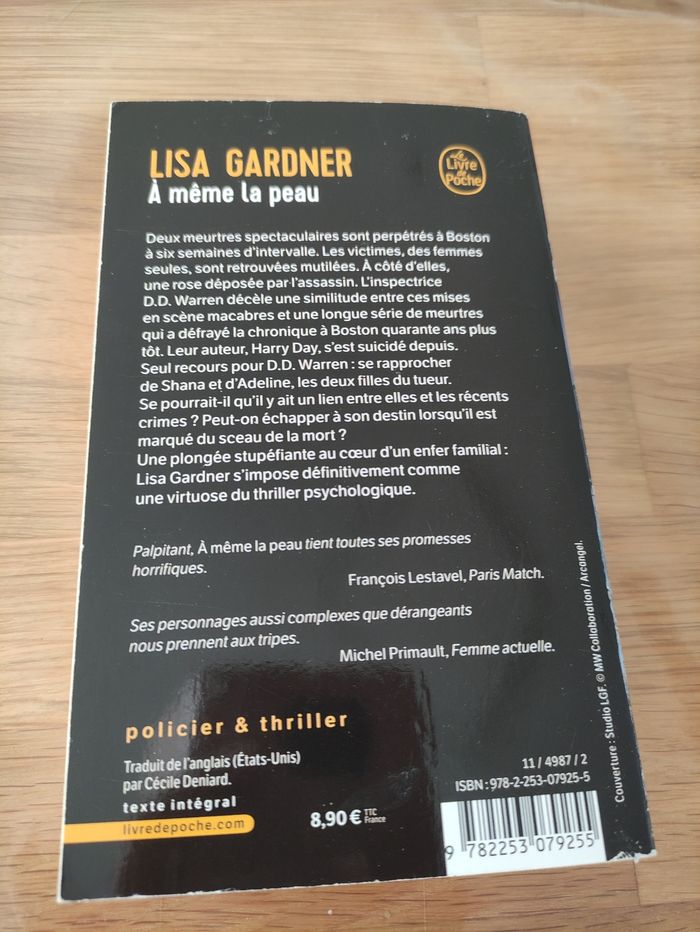 LISA GARDNER
À même la peau
Le
Livre
de
Poche
Deux meurtres spectaculaires sont perpétrés à Boston
à six semaines d'intervalle. Les victimes, des femmes
seules, sont retrouvées mutilées. À côté d'elles,
une rose déposée par l'assassin. L'inspectrice
D.D. Warren décèle une similitude entre ces mises
en scène macabres et une longue série de meurtres
qui a défrayé la chronique à Boston quarante ans plus
tôt. Leur auteur, Harry Day, s'est suicidé depuis.
Seul recours pour D.D. Warren : se rapprocher
de Shana et d'Adeline, les deux filles du tueur.
Se pourrait-il qu'il y ait un lien entre elles et les récents
crimes ? Peut-on échapper à son destin lorsqu'il est
marqué du sceau de la mort ?
Une plongée stupéfiante au cœur d'un enfer familial :
Lisa Gardner s'impose définitivement comme
une virtuose du thriller psychologique.
Palpitant, À même la peau tient toutes ses promesses
horrifiques.
François Lestavel, Paris Match.
Ses personnages aussi complexes que dérangeants
nous prennent aux tripes.
Michel Primault, Femme actuelle.
policier & thriller
Traduit de l'anglais (États-Unis)
par Cécile Deniard.
texte intégral
livredepoche.com
8,90 € TTC
France
11 / 4987 / 2
ISBN : 978-2-253-07925-5
9 782253 079255
Couverture : Studio LGF. © MW Collaboration / Arcangel.